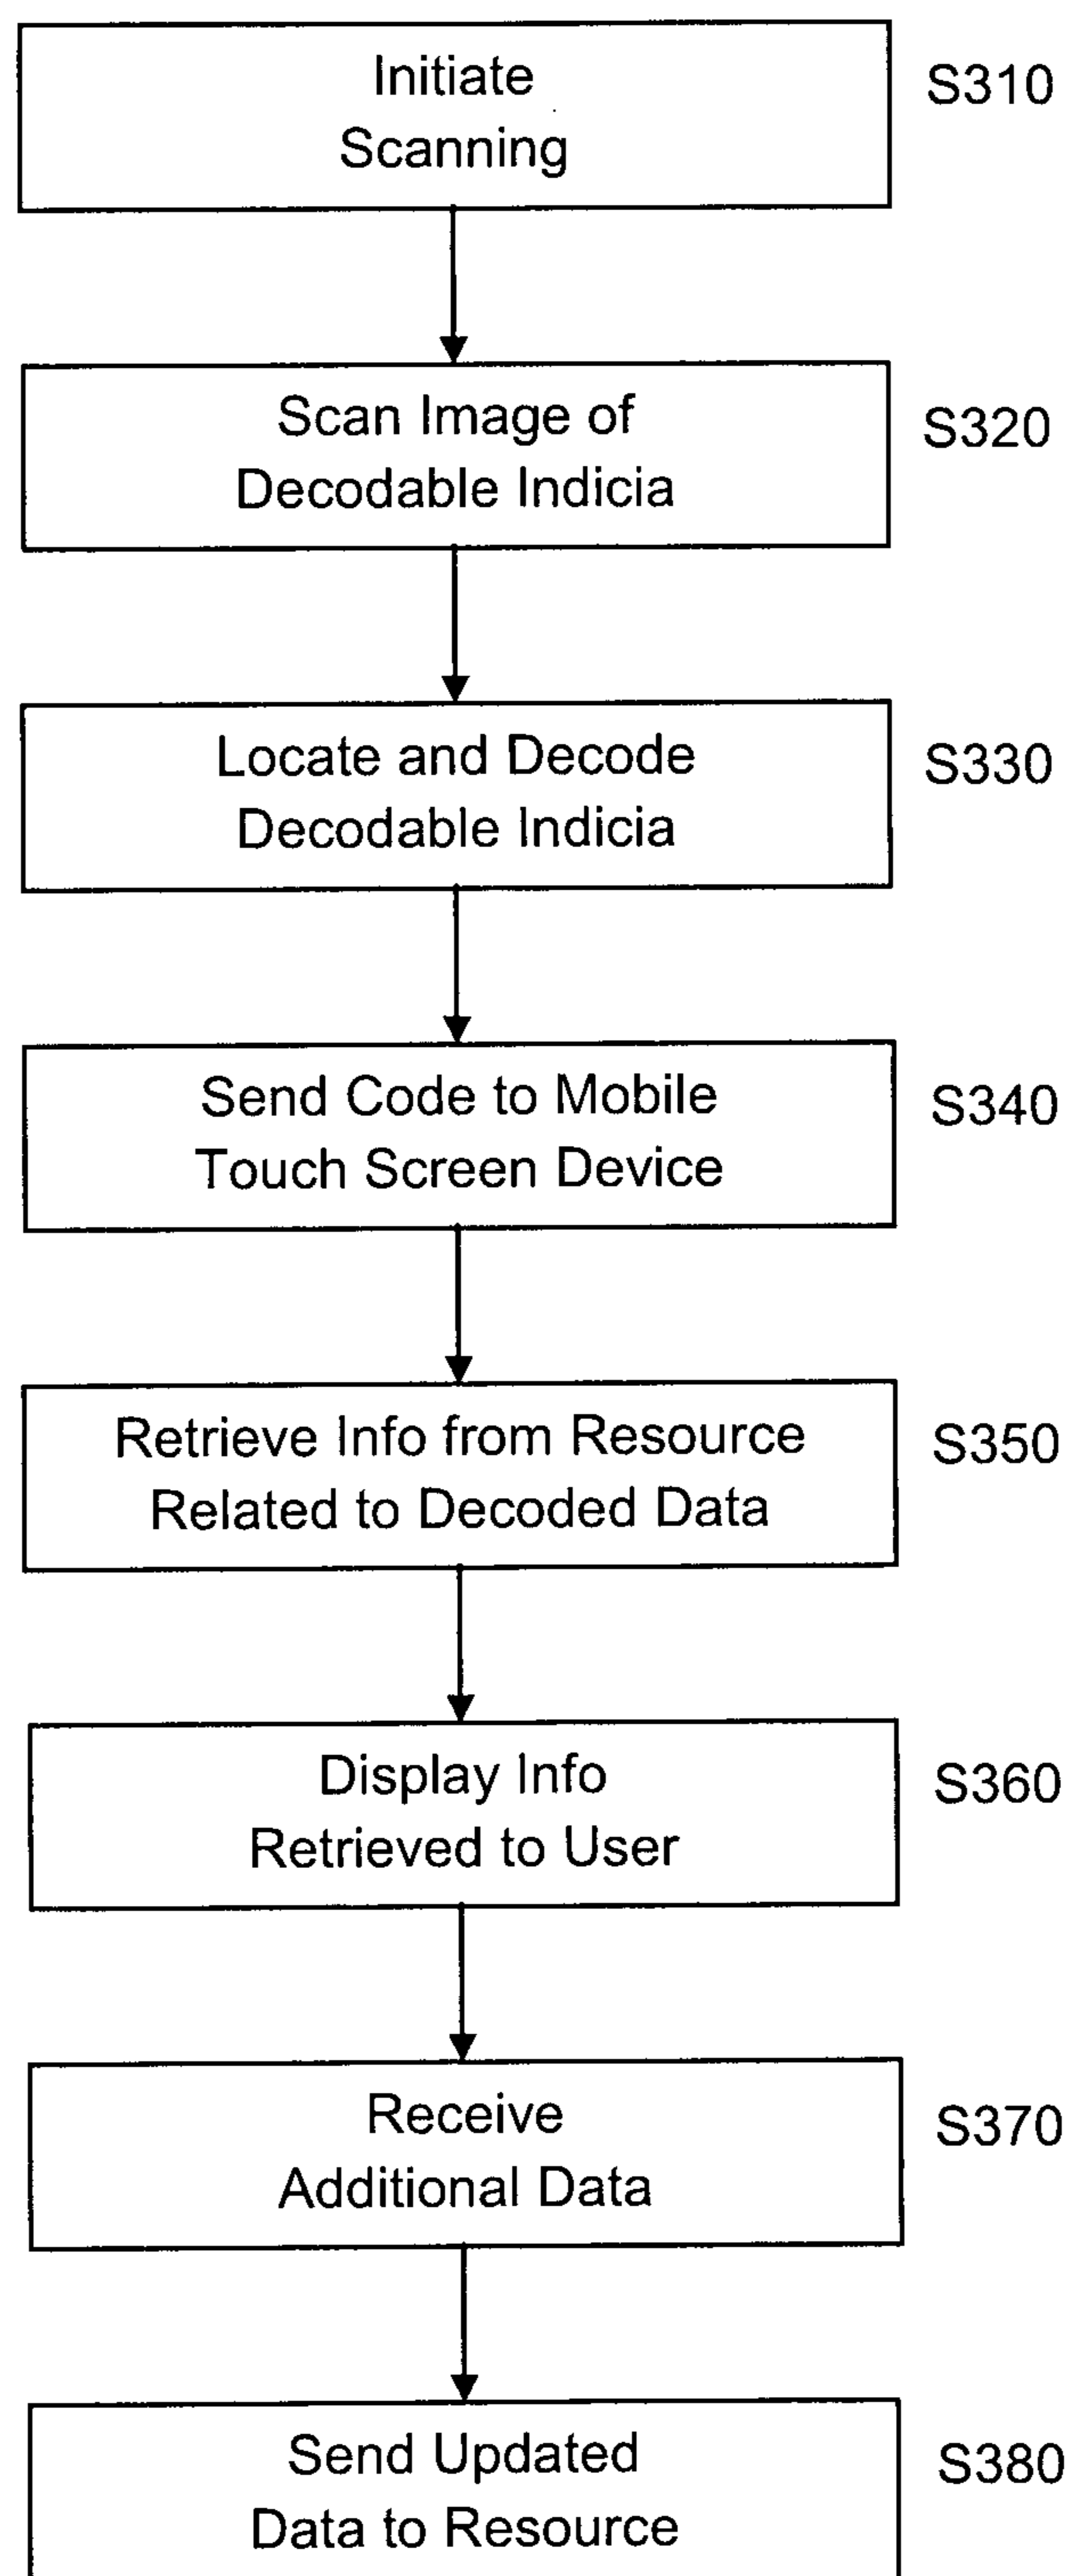 Initiate
Scanning
S310
Scan Image of
Decodable Indicia
S320
Locate and Decode
Decodable Indicia
S330
Send Code to Mobile
Touch Screen Device
S340
Retrieve Info from Resource
Related to Decoded Data
S350
Display Info
Retrieved to User
S360
Receive
Additional Data
S370
Send Updated
Data to Resource
S380